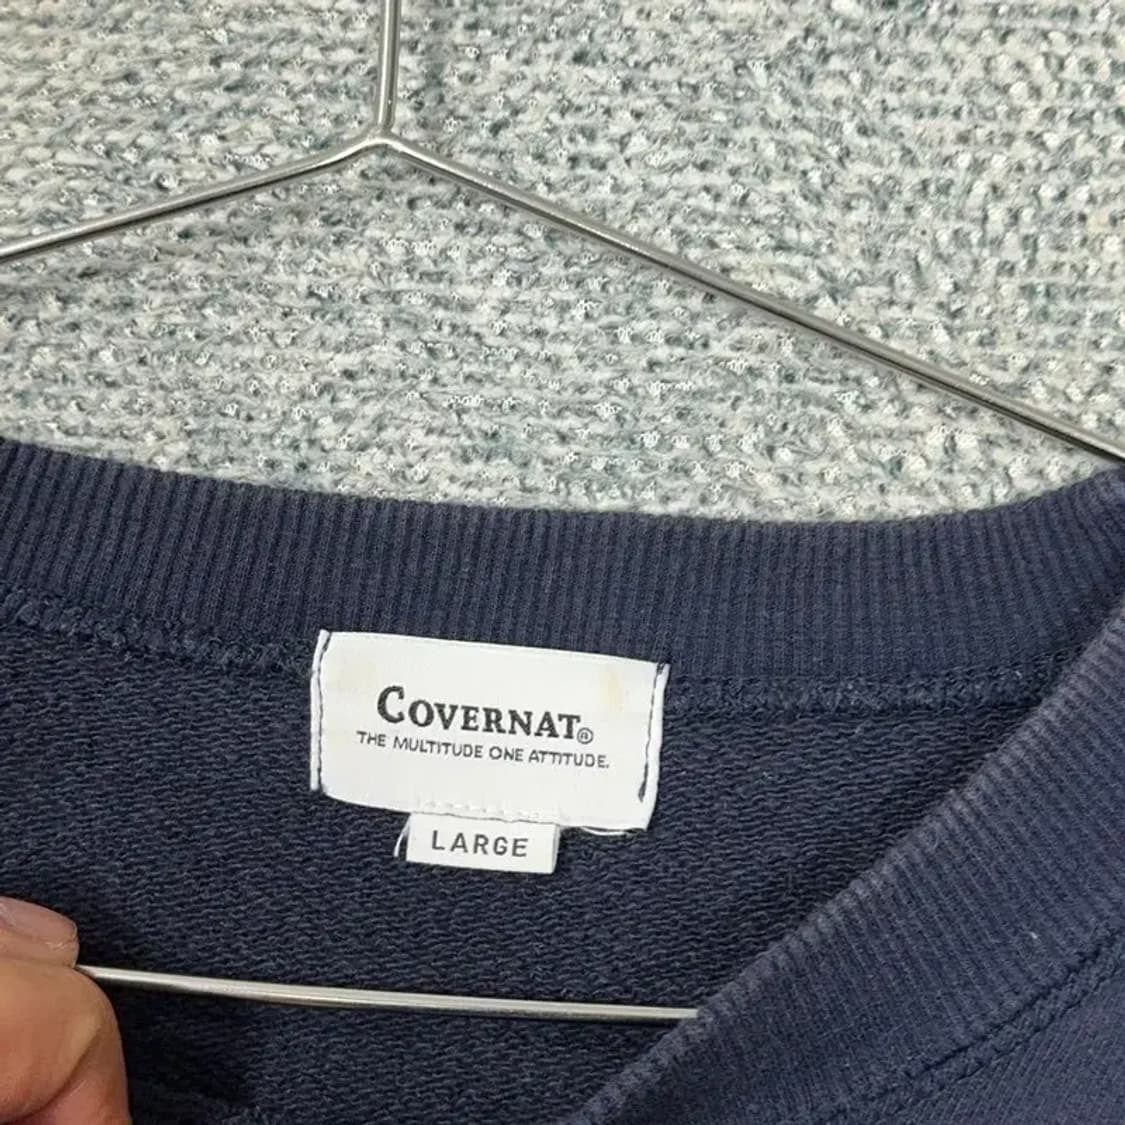 COVERNAT®
THE MULTITUDE ONE ATTITUDE.
LARGE